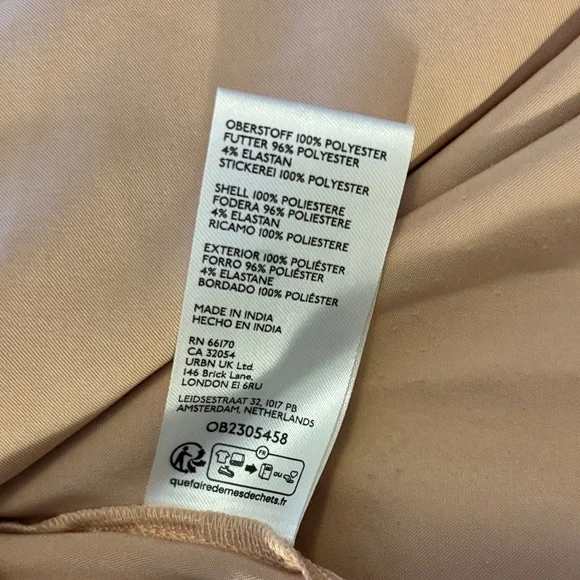 OBERSTOFF 100% POLYESTER
FUTTER 96% POLYESTER
4% ELASTAN
STICKEREI 100% POLYESTER
SHELL 100% POLIESTERE
FODERA 96% POLIESTERE
4% ELASTAN
RICAMO 100% POLIESTERE
EXTERIOR 100% POLIÉSTER
FORRO 96% POLIÉSTER
4% ELASTANE
BORDADO 100% POLIÉSTER
MADE IN INDIA
HECHO EN INDIA
RN 66170
CA 32054
URBN UK Ltd.
146 Brick Lane,
LONDON E1 6RU
LEIDSESTRAAT 32, 1017 PB
AMSTERDAM, NETHERLANDS
OB2305458
FR
OU
quefairedemesdechets.fr